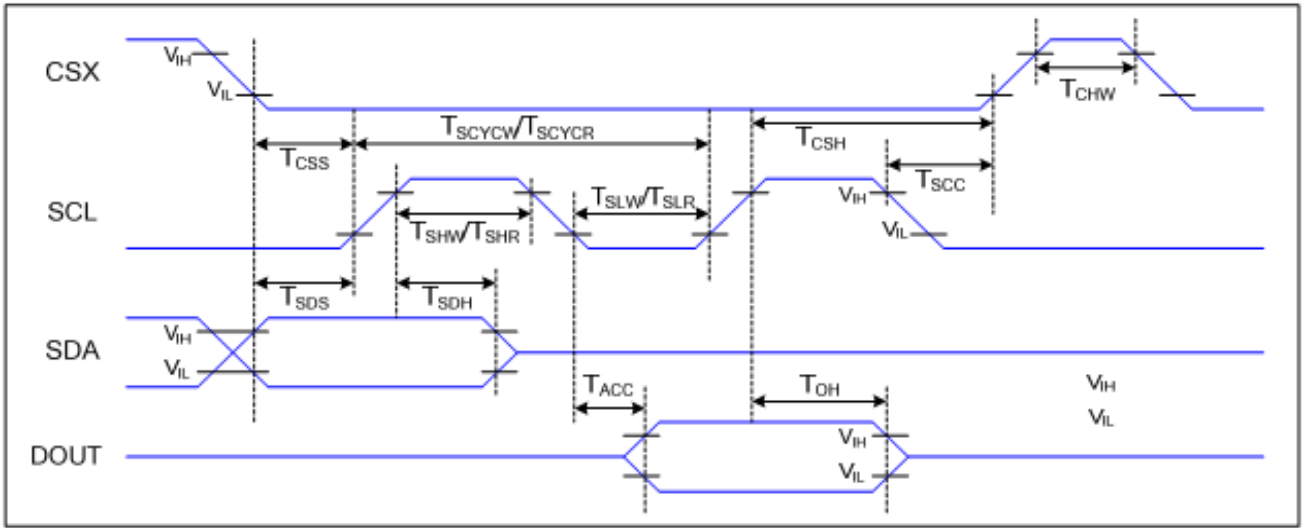 CSX
VIH
VIL
TCHW
TSCYCW/TSCYCR
TCSS
TCSH
TSCC
SCL
TSLW/TSLR
VIH
TSHW/TSHR
VIL
TSDS
TSDH
SDA
VIH
VIL
TACC
TOH
VIH
VIL
DOUT
VIH
VIL